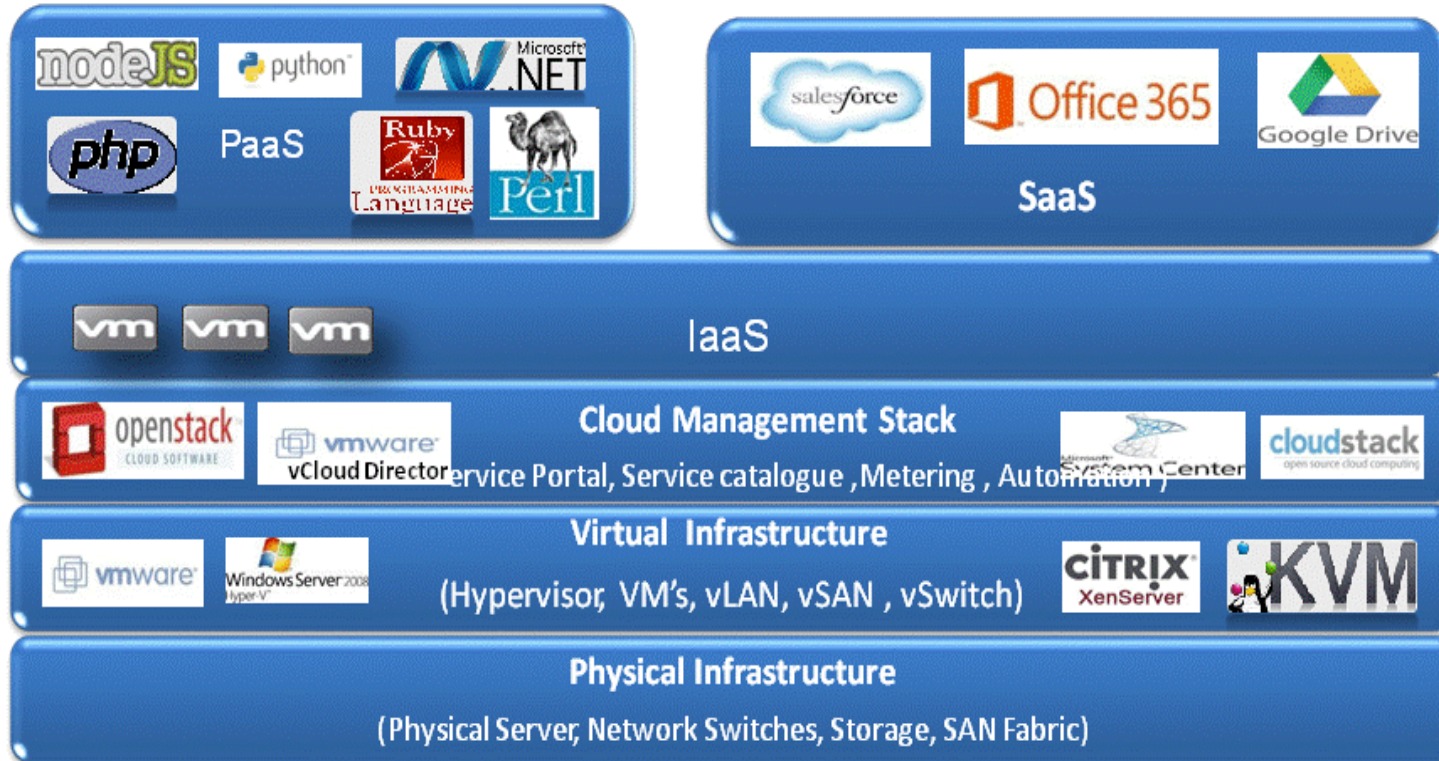 nodeJS
python
Microsoft
.NET
php
PaaS
Ruby
PROGRAMMING
Language
Perl
salesforce
Office 365
Google Drive
SaaS
vm vm vm
IaaS
openstack
CLOUD SOFTWARE
vmware
vCloud Director
Cloud Management Stack
ervice Portal, Service catalogue ,Metering , Automation )
Microsoft
System Center
cloudstack
open source cloud computing
Virtual Infrastructure
(Hypervisor, VM's, vLAN, vSAN , vSwitch)
vmware
Windows Server 2008
Hyper-V
CITRIX
XenServer
KVM
Physical Infrastructure
(Physical Server, Network Switches, Storage, SAN Fabric)